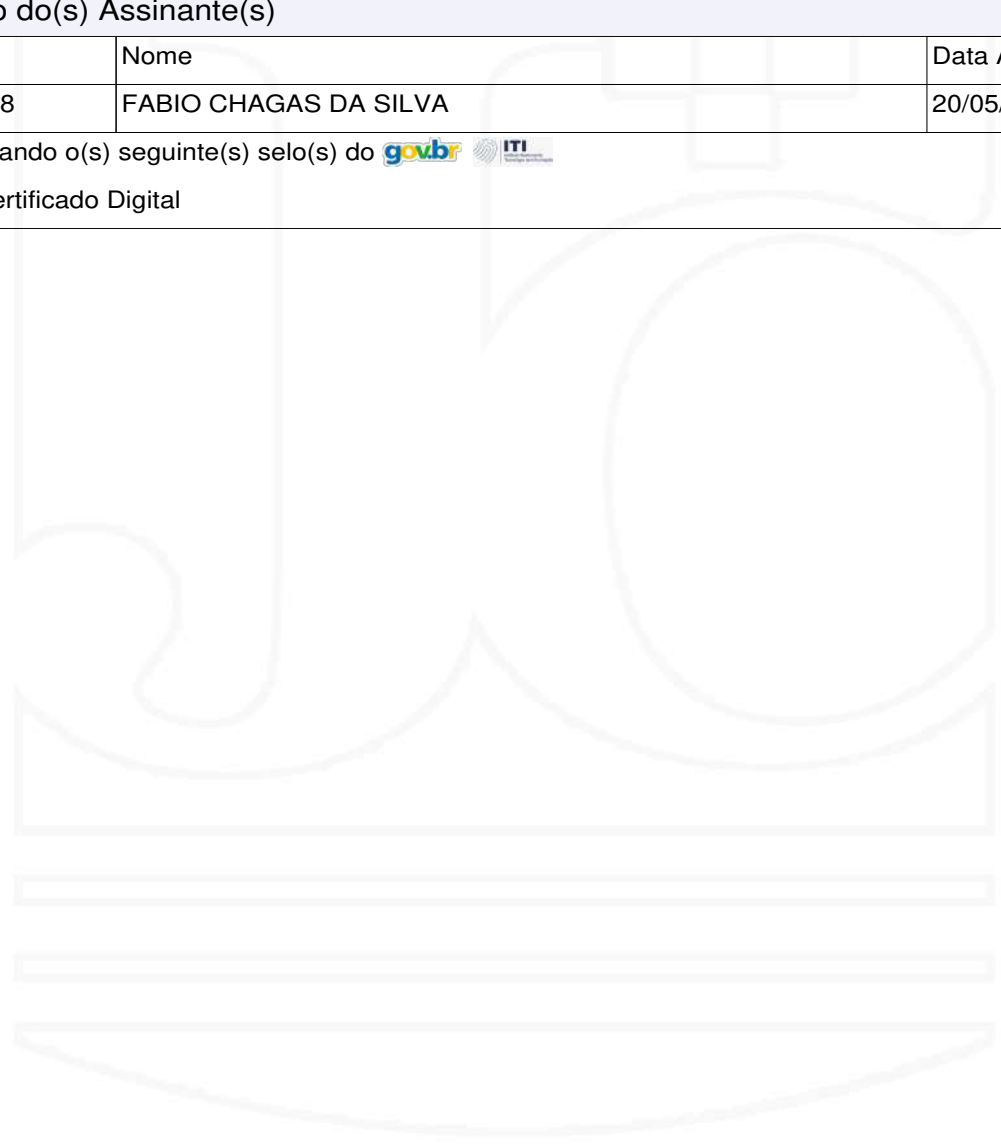 o do(s) Assinante(s)
Nome Data
8 FABIO CHAGAS DA SILVA 20/05/
ando o(s) seguinte(s) selo(s) do gov.br ITI
ertificado Digital